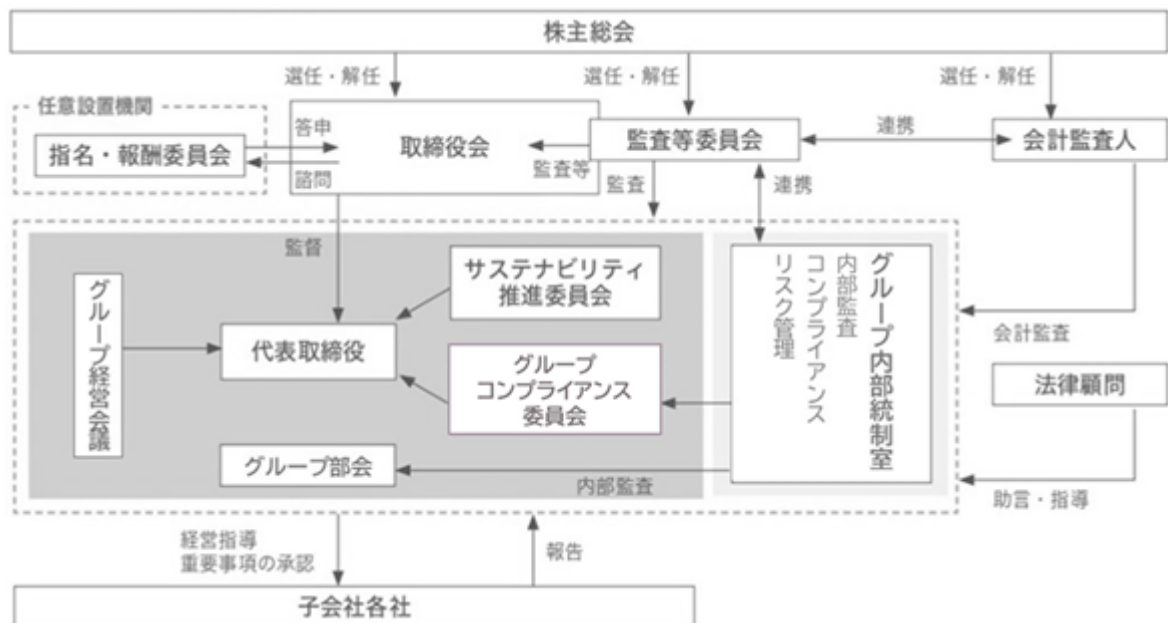 株主総会
選任・解任
選任・解任
選任・解任
任意設置機関
指名・報酬委員会
答申
諮問
取締役会
監査等
監査等委員会
連携
会計監査人
監査
連携
監督
グループ経営会議
代表取締役
サステナビリティ
推進委員会
グループ
コンプライアンス
委員会
グループ部会
内部監査
グループ内部統制室
内部監査
コンプライアンス
リスク管理
会計監査
法律顧問
助言・指導
経営指導
重要事項の承認
報告
子会社各社